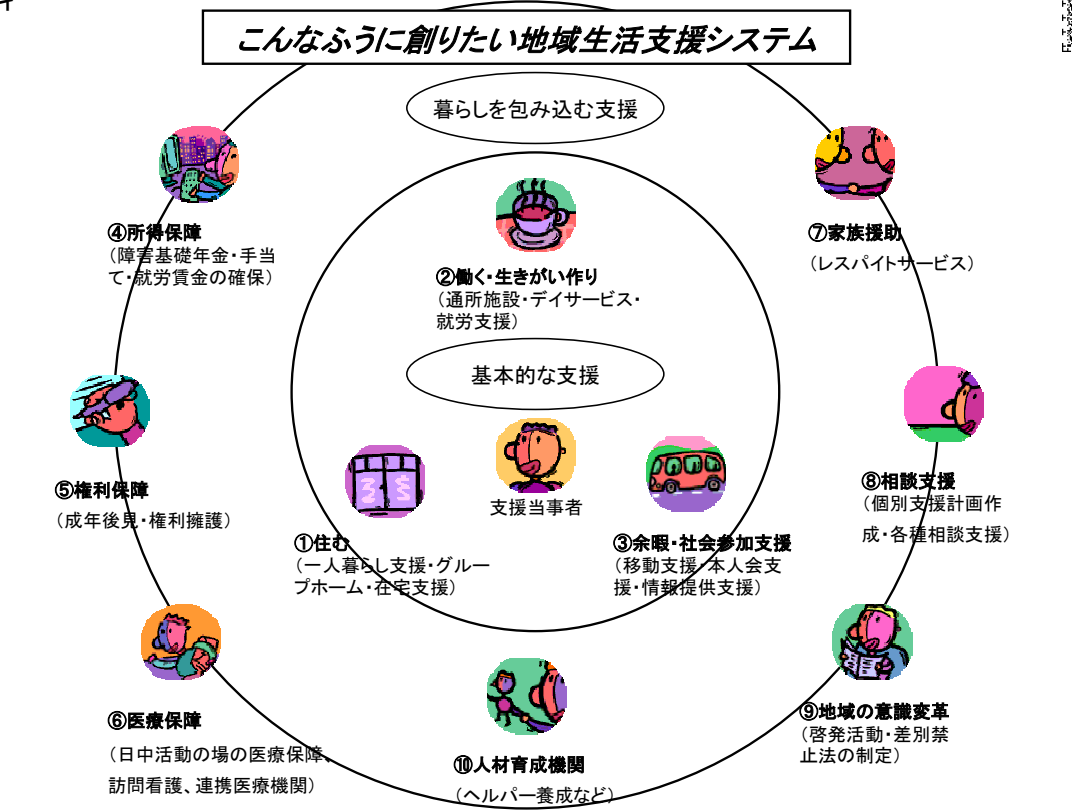 こんなふうに創りたい地域生活支援システム
暮らしを包み込む支援
④所得保障
(障害基礎年金・手当
て・就労賃金の確保)
⑦家族援助
(レスパイトサービス)
②働く・生きがい作り
(通所施設・デイサービス・
就労支援)
基本的な支援
支援当事者
⑤権利保障
(成年後見・権利擁護)
⑧相談支援
(個別支援計画作
成・各種相談支援)
①住む
(一人暮らし支援・グルー
プホーム・在宅支援)
③余暇・社会参加支援
(移動支援・本人会支
援・情報提供支援)
⑥医療保障
(日中活動の場の医療保障、
訪問看護、連携医療機関)
⑨地域の意識変革
(啓発活動・差別禁
止法の制定)
⑩人材育成機関
(ヘルパー養成など)